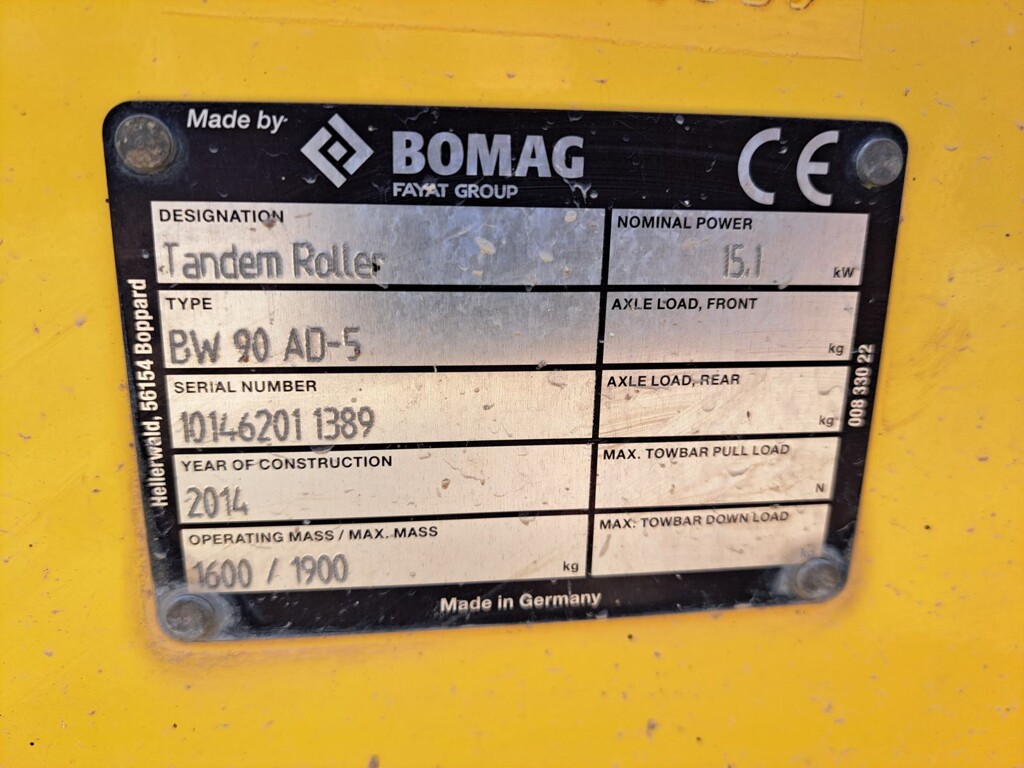 Made by
BOMAG
FAYAT GROUP
CE
DESIGNATION
Tandem Roller
NOMINAL POWER
15.1 kW
TYPE
BW 90 AD-5
AXLE LOAD, FRONT
kg
SERIAL NUMBER
10146201 1389
AXLE LOAD, REAR
kg
YEAR OF CONSTRUCTION
2014
MAX. TOWBAR PULL LOAD
N
OPERATING MASS / MAX. MASS
1600 / 1900 kg
MAX. TOWBAR DOWN LOAD
Made in Germany
Hellerwald, 56154 Boppard
008 330 22